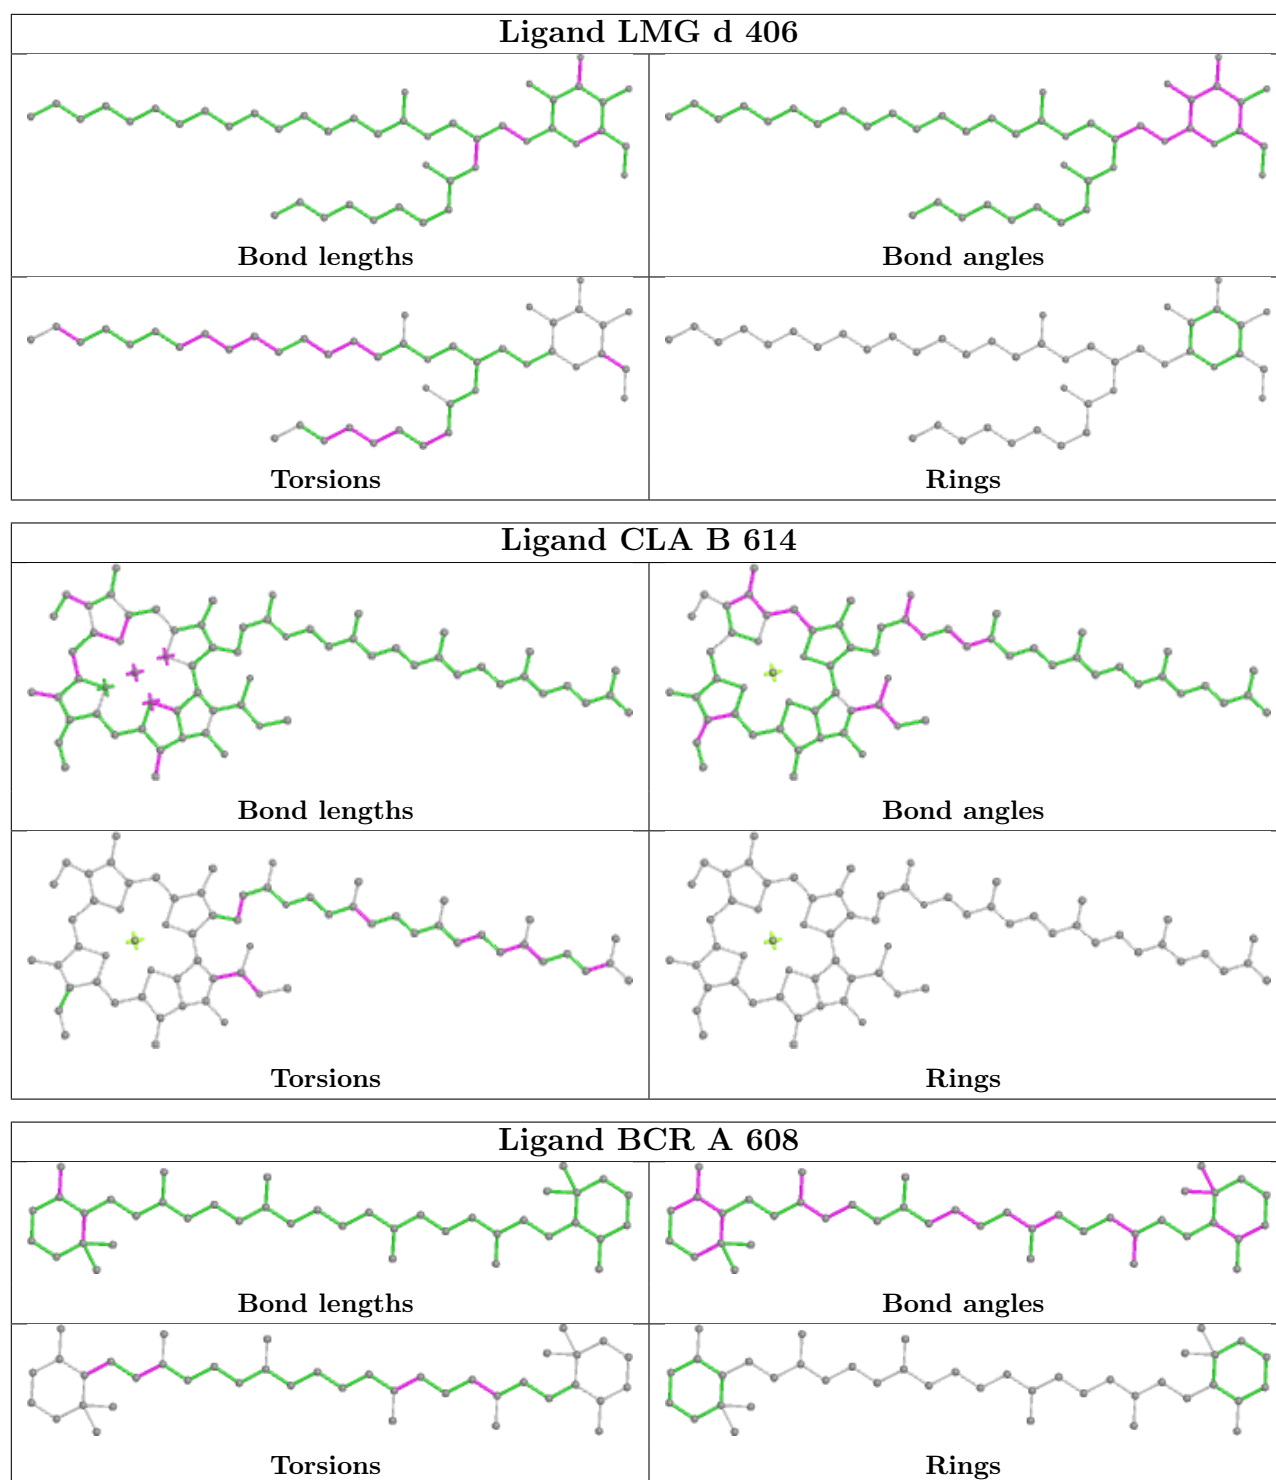 Ligand LMG d 406
Bond lengths
Bond angles
Torsions
Rings
Ligand CLA B 614
Bond lengths
Bond angles
Torsions
Rings
Ligand BCR A 608
Bond lengths
Bond angles
Torsions
Rings